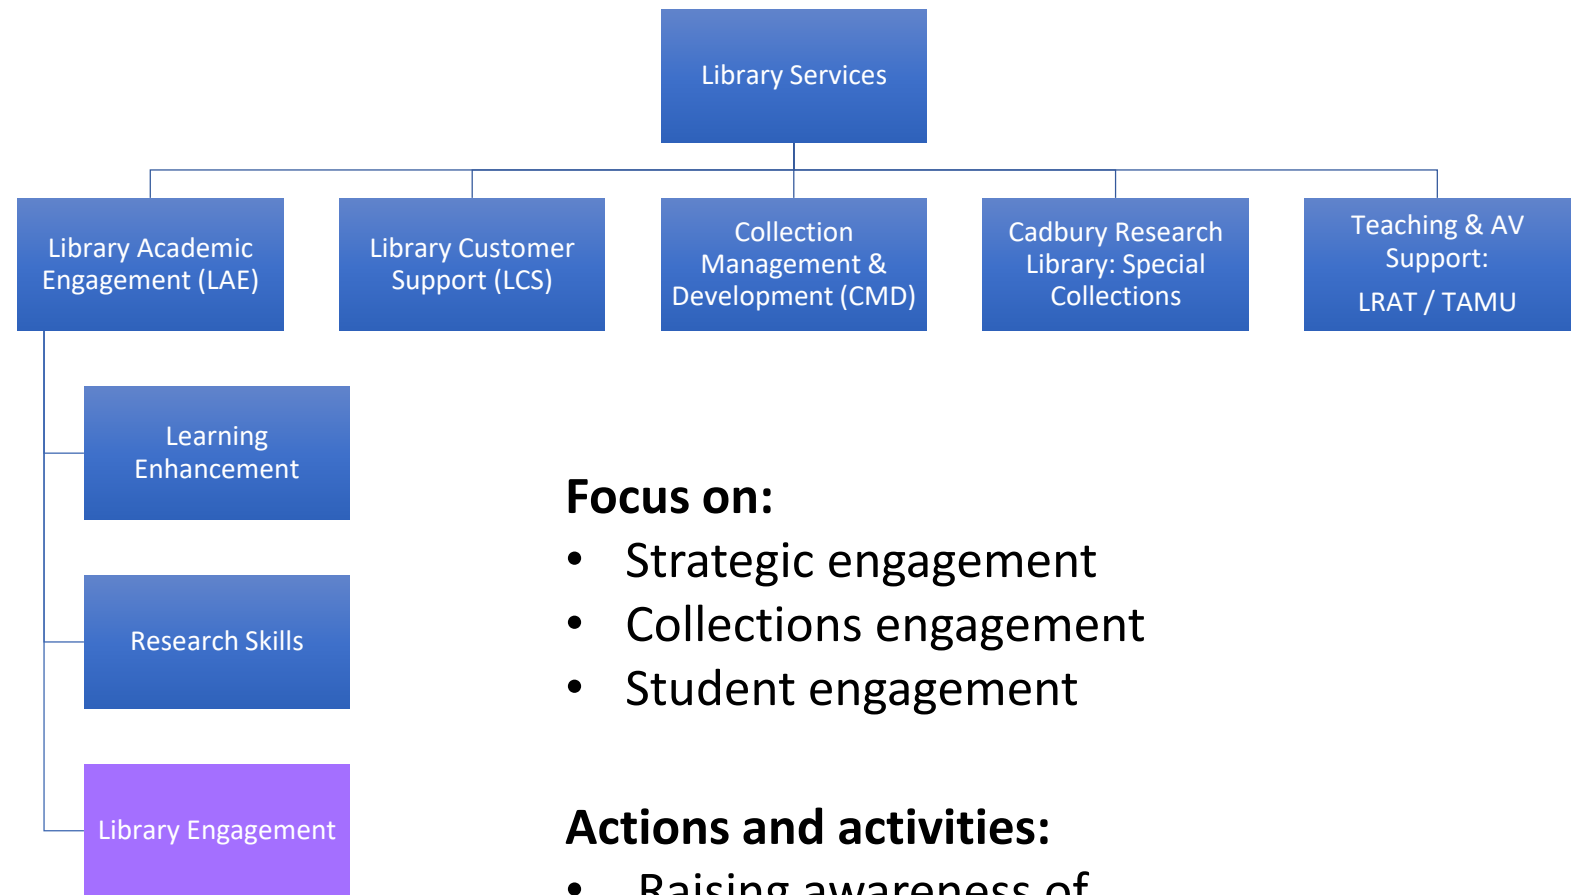 Library Services
Library Academic
Engagement (LAE)
Library Customer
Support (LCS)
Collection
Management &
Development (CMD)
Cadbury Research
Library: Special
Collections
Teaching & AV
Support:
LRAT / TAMU
Learning
Enhancement
Research Skills
Library Engagement
Focus on:
• Strategic engagement
• Collections engagement
• Student engagement
Actions and activities:
• Raising awareness of